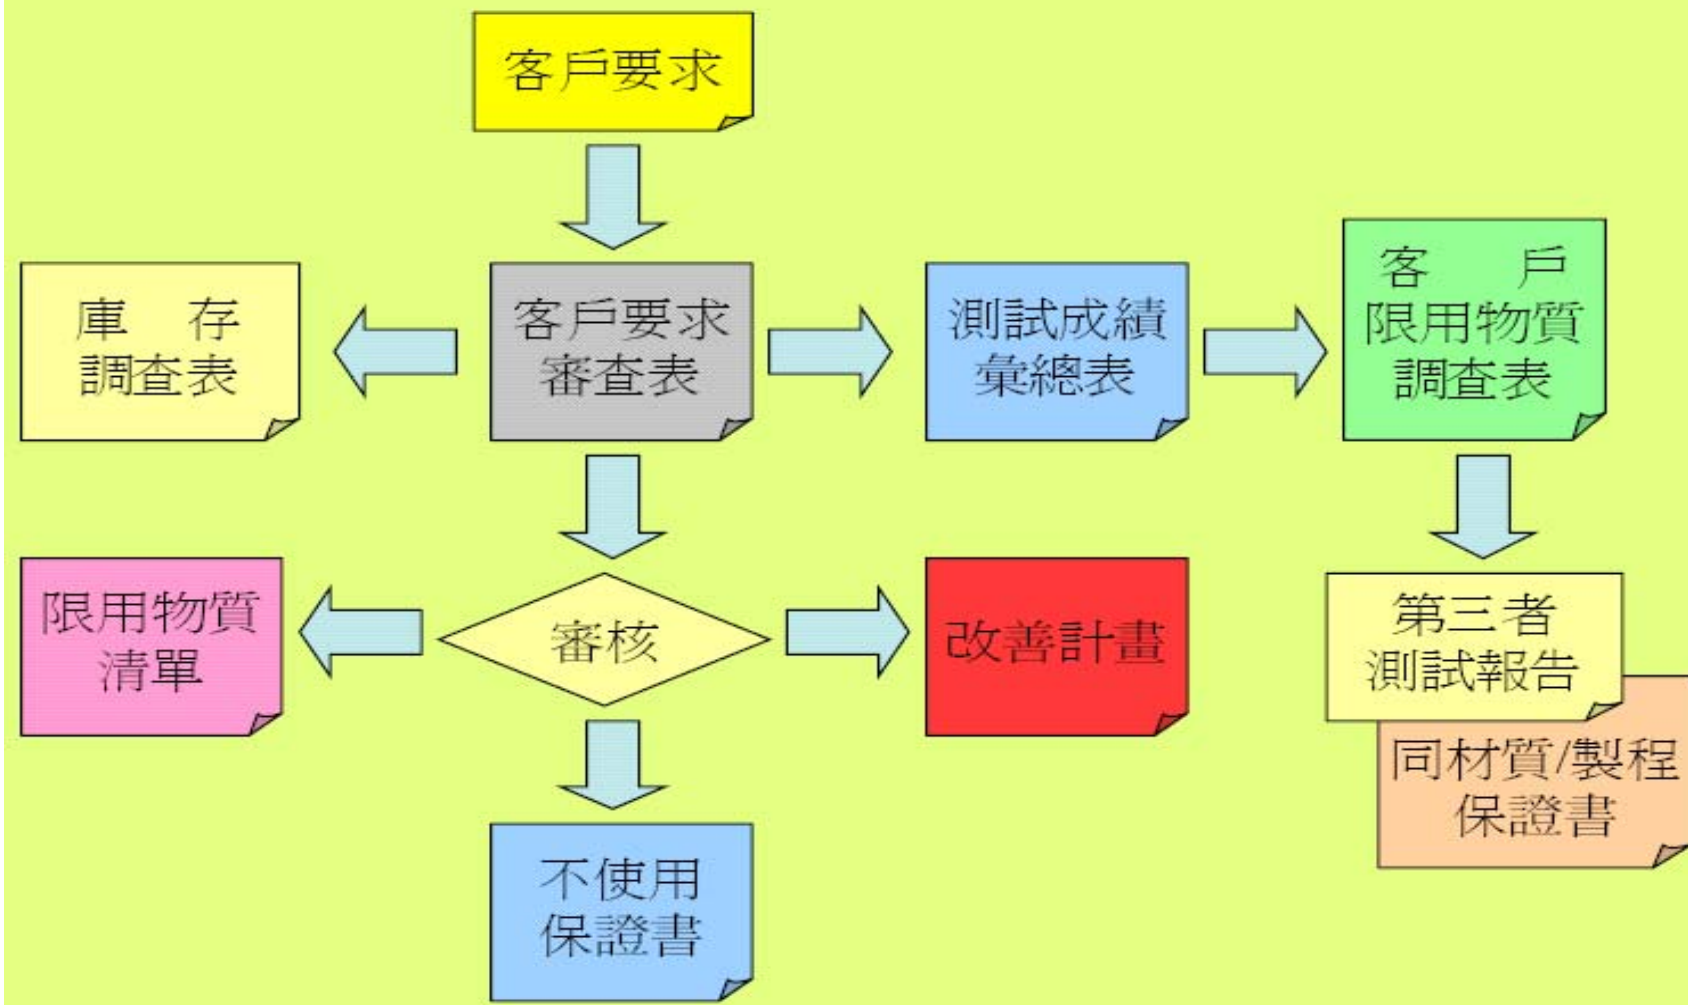 客戶要求
庫 存
調查表
客戶要求
審查表
測試成績
彙總表
客 戶
限用物質
調查表
限用物質
清單
審核
改善計畫
第三者
測試報告
同材質/製程
保證書
不使用
保證書